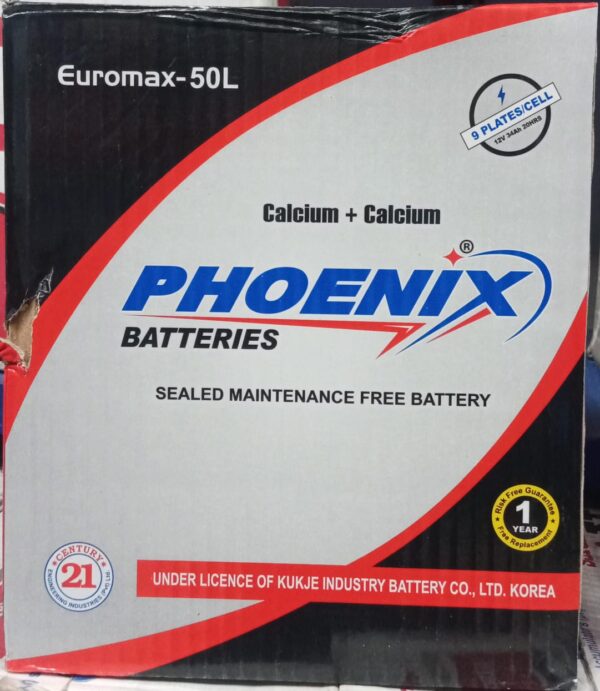 Euromax-50L
9 PLATES/CELL
12V 34Ah 20HRS
Calcium + Calcium
PHOENIX®
BATTERIES
SEALED MAINTENANCE FREE BATTERY
Risk Free Guarantee
1
YEAR
Free Replacement
CENTURY
21
ENGINEERING INDUSTRIES (PVT) LTD.
UNDER LICENCE OF KUKJE INDUSTRY BATTERY CO., LTD. KOREA